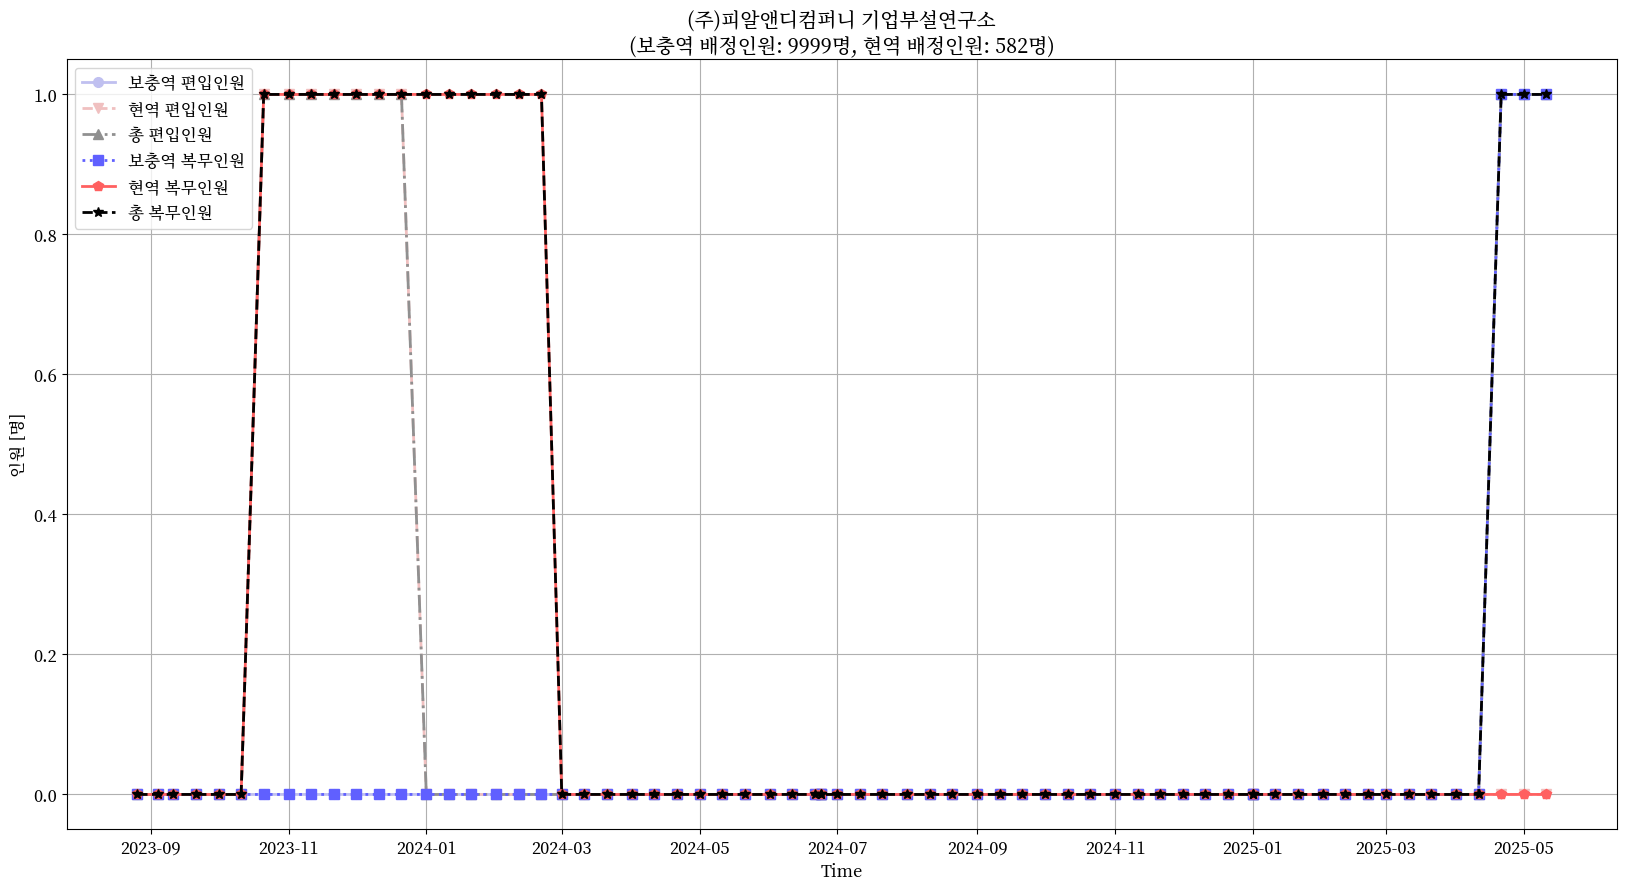 (주)피알앤디컴퍼니 기업부설연구소
(보충역 배정인원: 9999명, 현역 배정인원: 582명)
보충역 편입인원
현역 편입인원
총 편입인원
보충역 복무인원
현역 복무인원
총 복무인원
1.0
0.8
0.6
0.4
0.2
0.0
인원 [명]
2023-09
2023-11
2024-01
2024-03
2024-05
2024-07
2024-09
2024-11
2025-01
2025-03
2025-05
Time